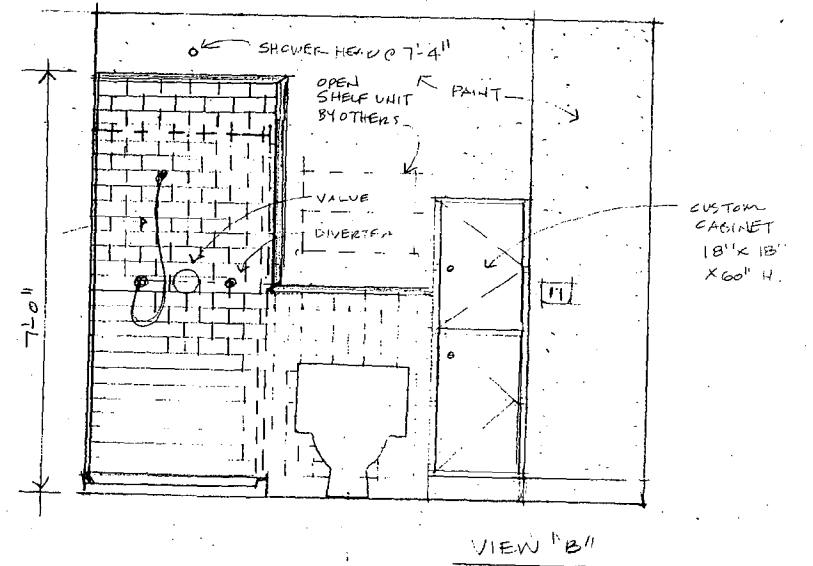 SHOWER HEAD @ 7'-4"
OPEN
SHELF UNIT
BY OTHERS
PAINT
VALUE
DIVERTER
CUSTOM
CABINET
18" x 18"
x 60" H.
7'-0"
VIEW "B"